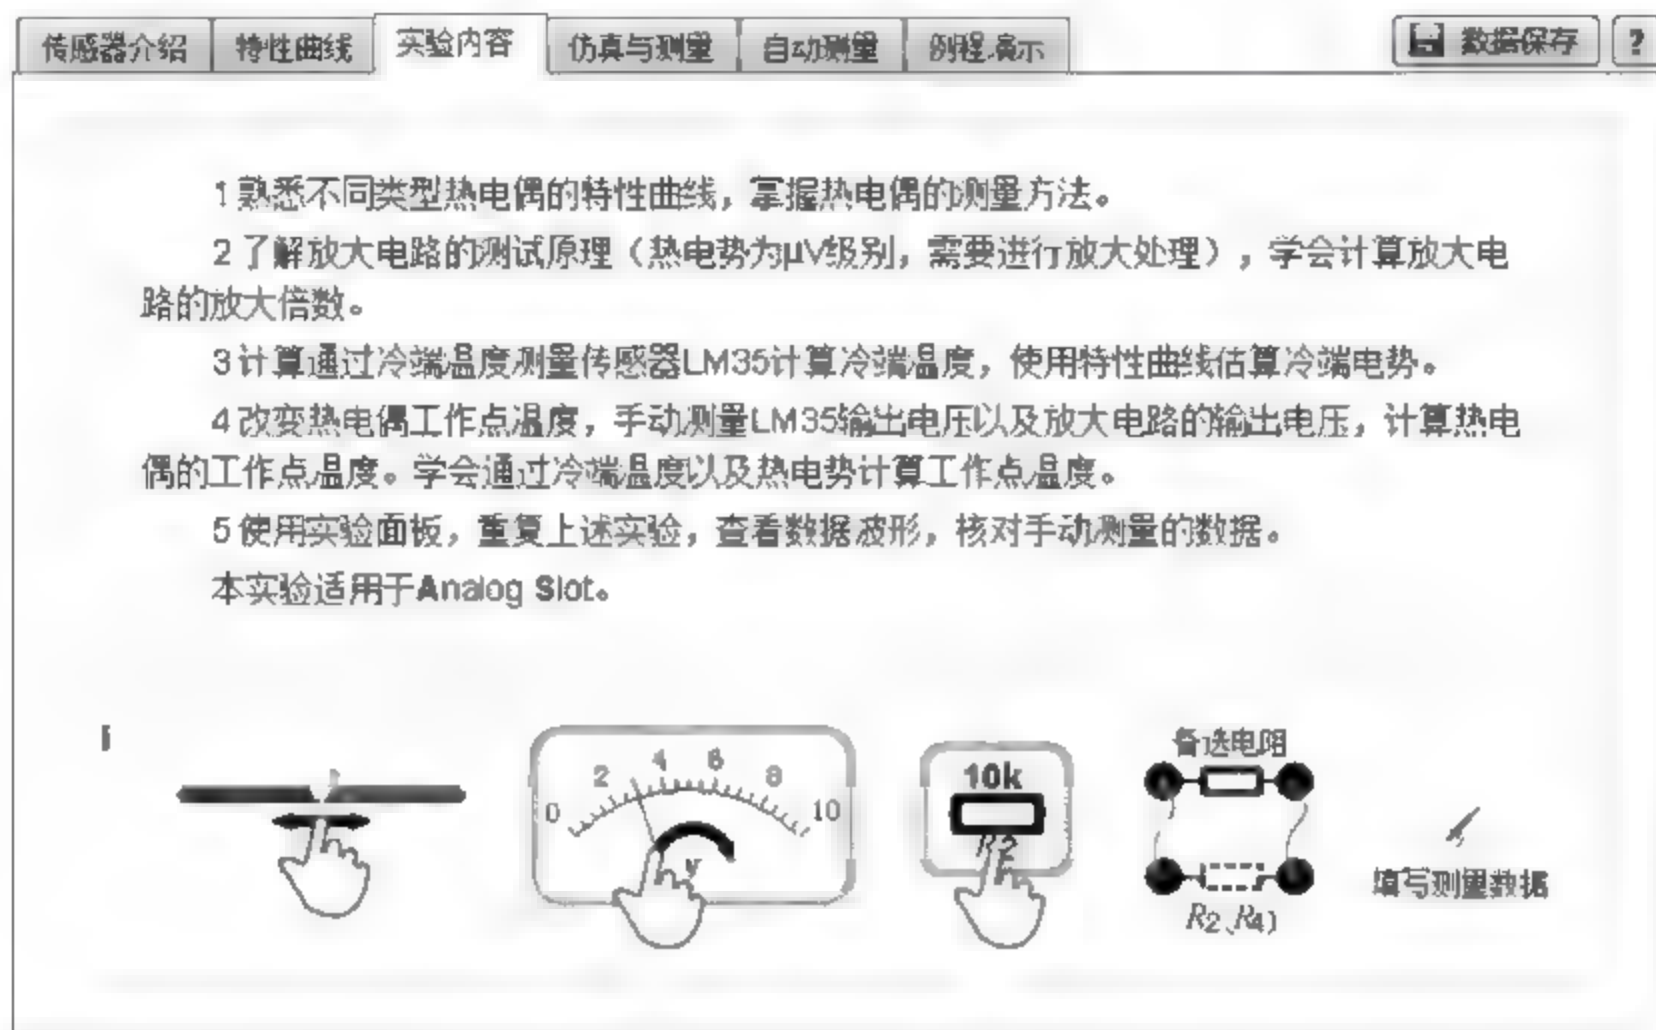 传感器介绍 特性曲线 实验内容 仿真与测量 自动测量 例程演示 数据保存 ?
1 熟悉不同类型热电偶的特性曲线，掌握热电偶的测量方法。
2 了解放大电路的测试原理（热电势为μV级别，需要进行放大处理），学会计算放大电
路的放大倍数。
3 计算通过冷端温度测量传感器LM35计算冷端温度，使用特性曲线估算冷端电势。
4 改变热电偶工作点温度，手动测量LM35输出电压以及放大电路的输出电压，计算热电
偶的工作点温度。学会通过冷端温度以及热电势计算工作点温度。
5 使用实验面板，重复上述实验，查看数据波形，核对手动测量的数据。
本实验适用于Analog Slot。
备选电阻
0 2 4 6 8 10
V
10k
R2
R2、R4)
填写测量数据